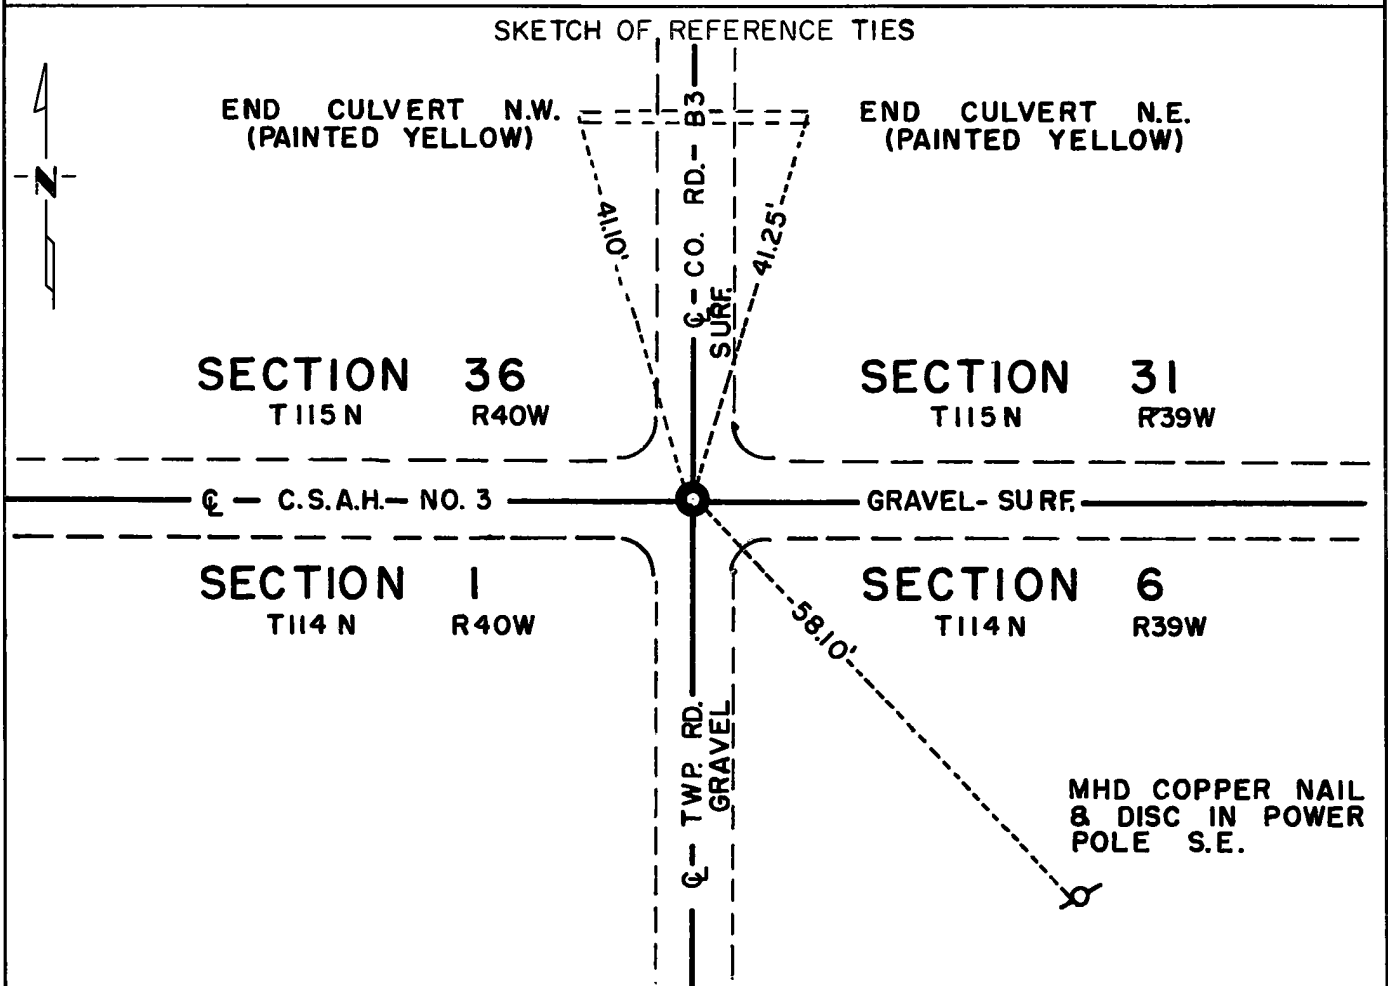 SKETCH OF REFERENCE TIES
END CULVERT N.W.
(PAINTED YELLOW)
END CULVERT N.E.
(PAINTED YELLOW)
N
41.10'
41.25'
℄ - CO. RD. - B3
SURF.
SECTION 36
T115N R40W
SECTION 31
T115N R39W
℄ — C.S.A.H. — NO. 3
GRAVEL - SURF.
SECTION 1
T114N R40W
SECTION 6
T114N R39W
58.10'
℄ — TWP. RD.
GRAVEL
MHD COPPER NAIL
& DISC IN POWER
POLE S.E.